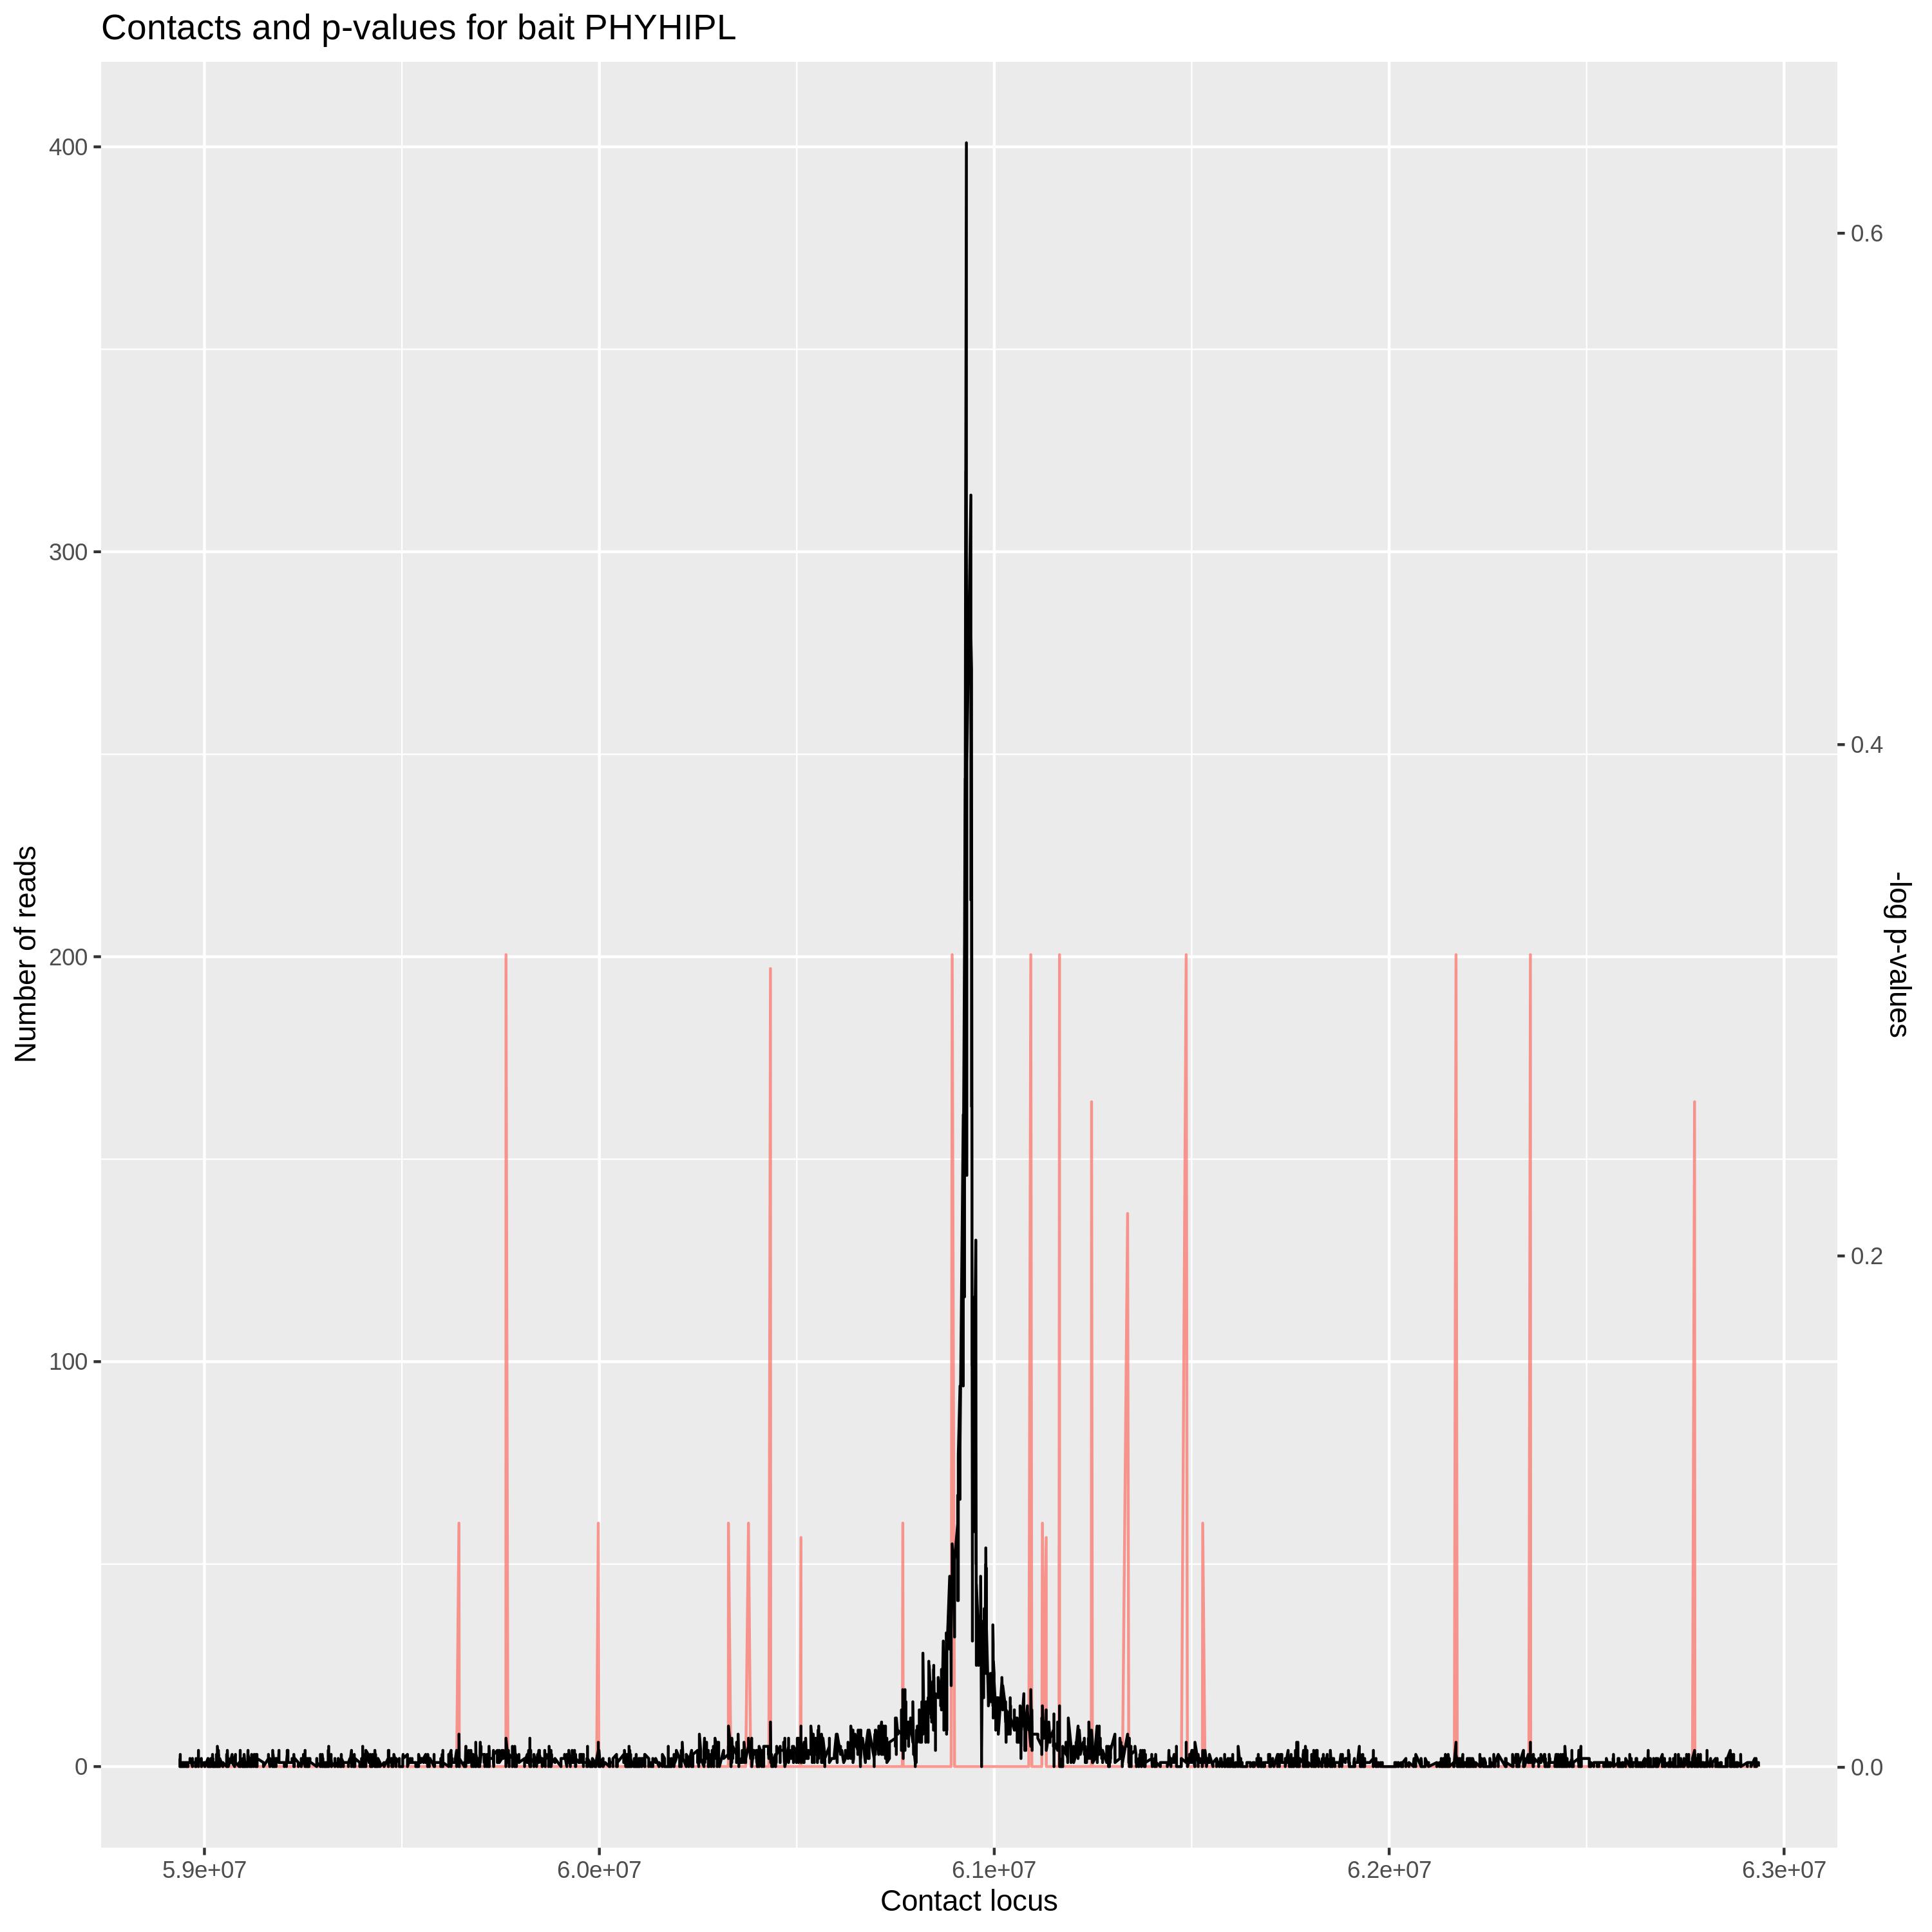 Contacts and p-values for bait PHYHIPL
400
300
200
100
0
Number of reads
0.6
0.4
0.2
0.0
-log p-values
5.9e+07
6.0e+07
6.1e+07
6.2e+07
6.3e+07
Contact locus